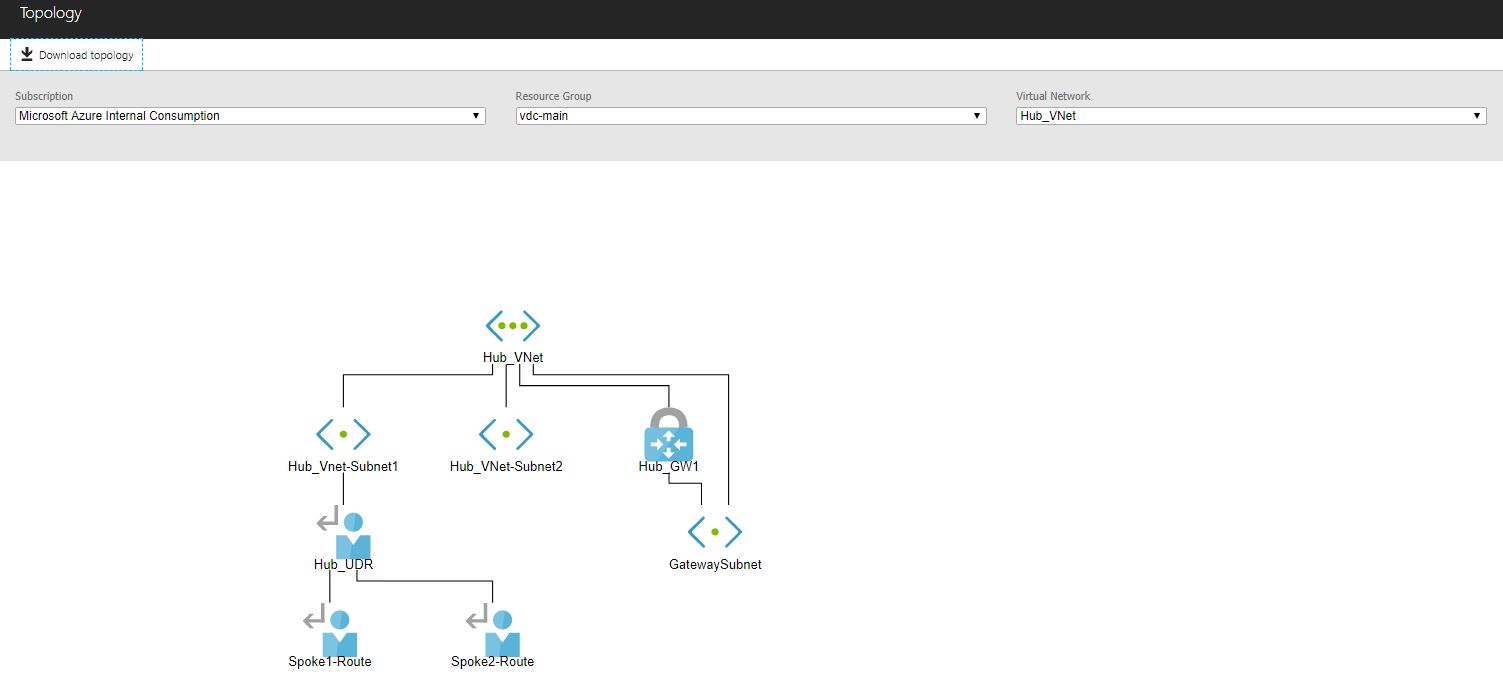 Topology
Download topology
Subscription
Resource Group
Virtual Network
Microsoft Azure Internal Consumption
vdc-main
Hub_VNet
Hub_VNet
Hub_Vnet-Subnet1
Hub_VNet-Subnet2
Hub_GW1
Hub_UDR
GatewaySubnet
Spoke1-Route
Spoke2-Route